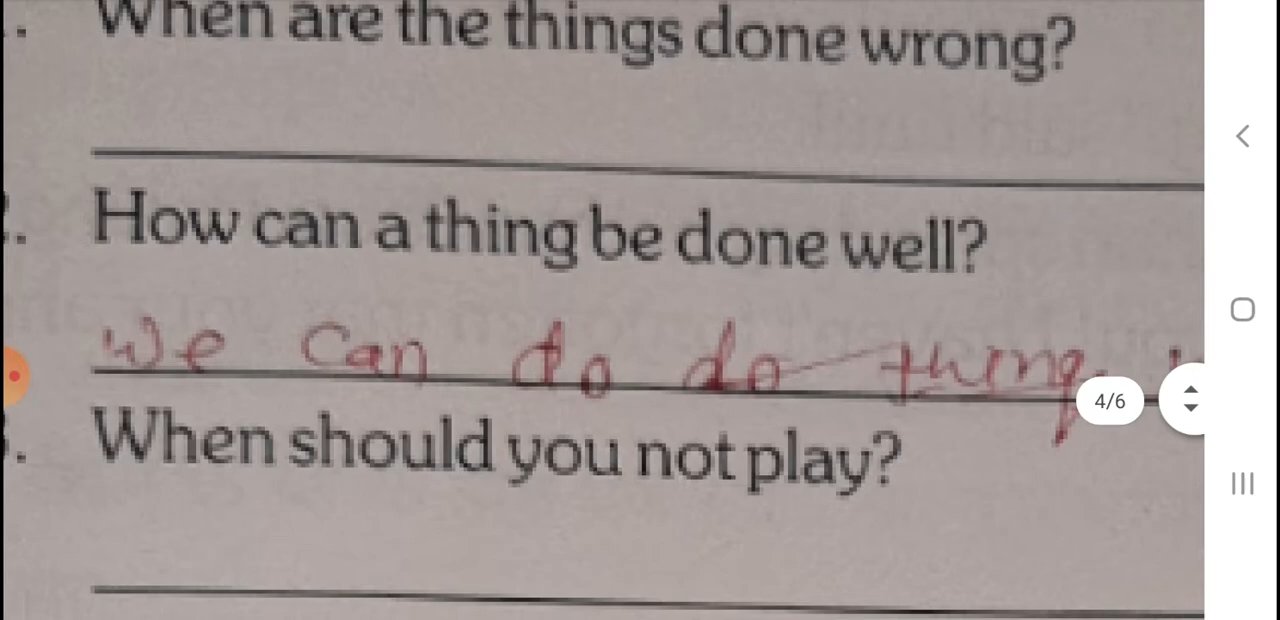 When are the things done wrong?
How can a thing be done well?
We can do do thing
4/6
When should you not play?